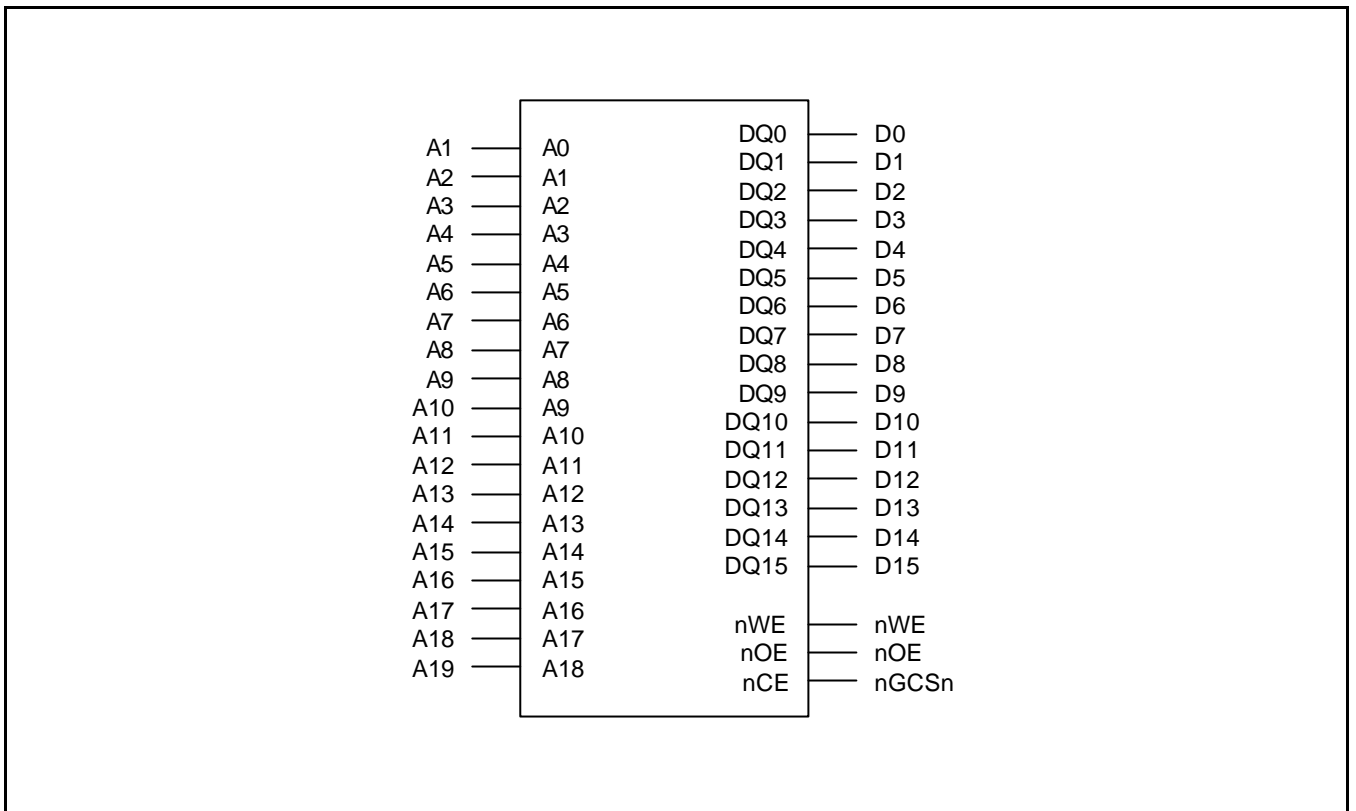 A1 A0
A2 A1
A3 A2
A4 A3
A5 A4
A6 A5
A7 A6
A8 A7
A9 A8
A10 A9
A11 A10
A12 A11
A13 A12
A14 A13
A15 A14
A16 A15
A17 A16
A18 A17
A19 A18
DQ0 D0
DQ1 D1
DQ2 D2
DQ3 D3
DQ4 D4
DQ5 D5
DQ6 D6
DQ7 D7
DQ8 D8
DQ9 D9
DQ10 D10
DQ11 D11
DQ12 D12
DQ13 D13
DQ14 D14
DQ15 D15
nWE nWE
nOE nOE
nCE nGCSn